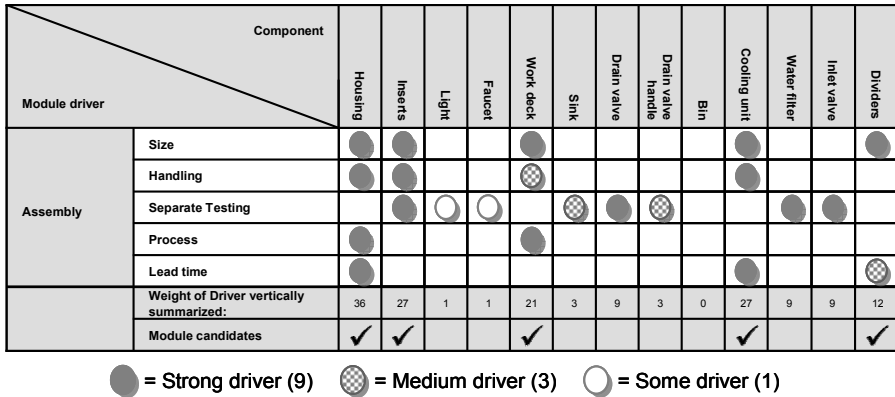 Component
Module driver
Housing
Inserts
Light
Faucet
Work deck
Sink
Drain valve
Drain valve
handle
Bin
Cooling unit
Water filter
Inlet valve
Dividers
Assembly
Size
Handling
Separate Testing
Process
Lead time
Weight of Driver vertically
summarized:
36 27 1 1 21 3 9 3 0 27 9 9 12
Module candidates
= Strong driver (9) = Medium driver (3) = Some driver (1)